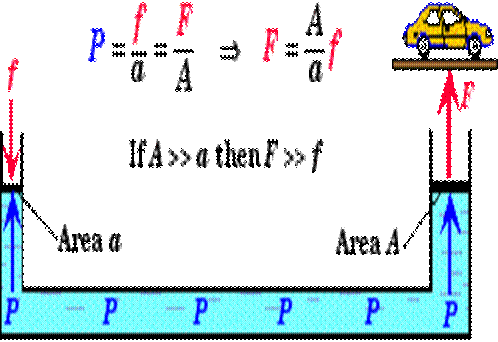 P = f/a = F/A ⇒ F = A/a f
f
F
If A >> a then F >> f
Area a
Area A
P P P P P P